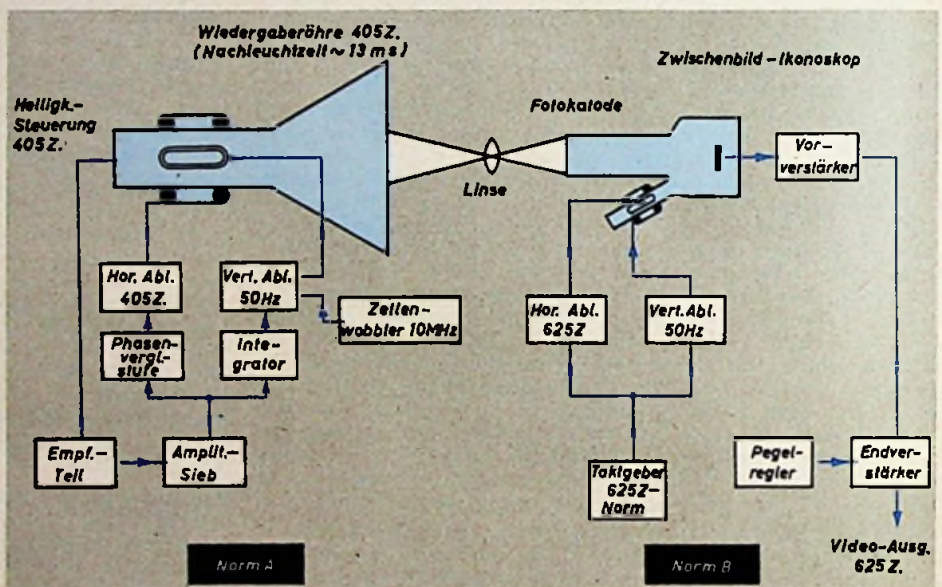 Wiedergaberöhre 405Z.
(Nachleuchtzeit ~ 13 ms)
Zwischenbild-Ikonoskop
Helligk.-
Steuerung
405Z.
Fotokatode
Linse
Vor-
verstärker
Hor. Abl.
405Z.
Vert. Abl.
50Hz
Zeilen-
wobbler 10MHz
Phasen-
vergl.-
stufe
Inte-
grator
Hor. Abl.
625Z
Vert. Abl.
50Hz
Empf.-
Teil
Amplit.-
Sieb
Taktgeber
625Z-
Norm
Pegel-
regler
Endver-
stärker
Video-Ausg.
625Z.
Norm A
Norm B